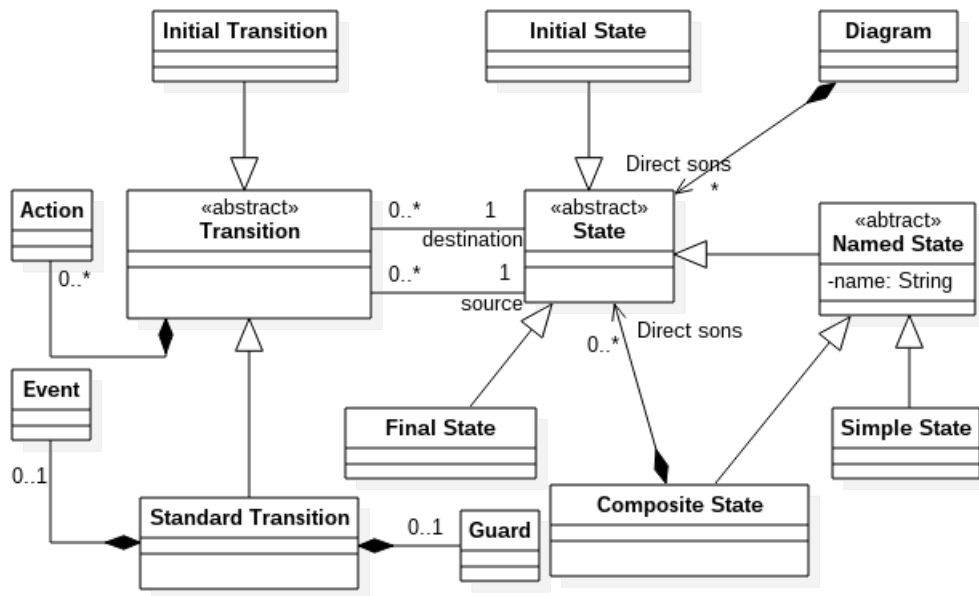 Initial Transition
Initial State
Diagram
Direct sons
*
Action
«abstract»
Transition
0..*
1
destination
«abstract»
State
«abtract»
Named State
-name: String
0..*
0..*
1
source
Direct sons
0..*
Event
Final State
Simple State
0..1
Standard Transition
0..1
Guard
Composite State